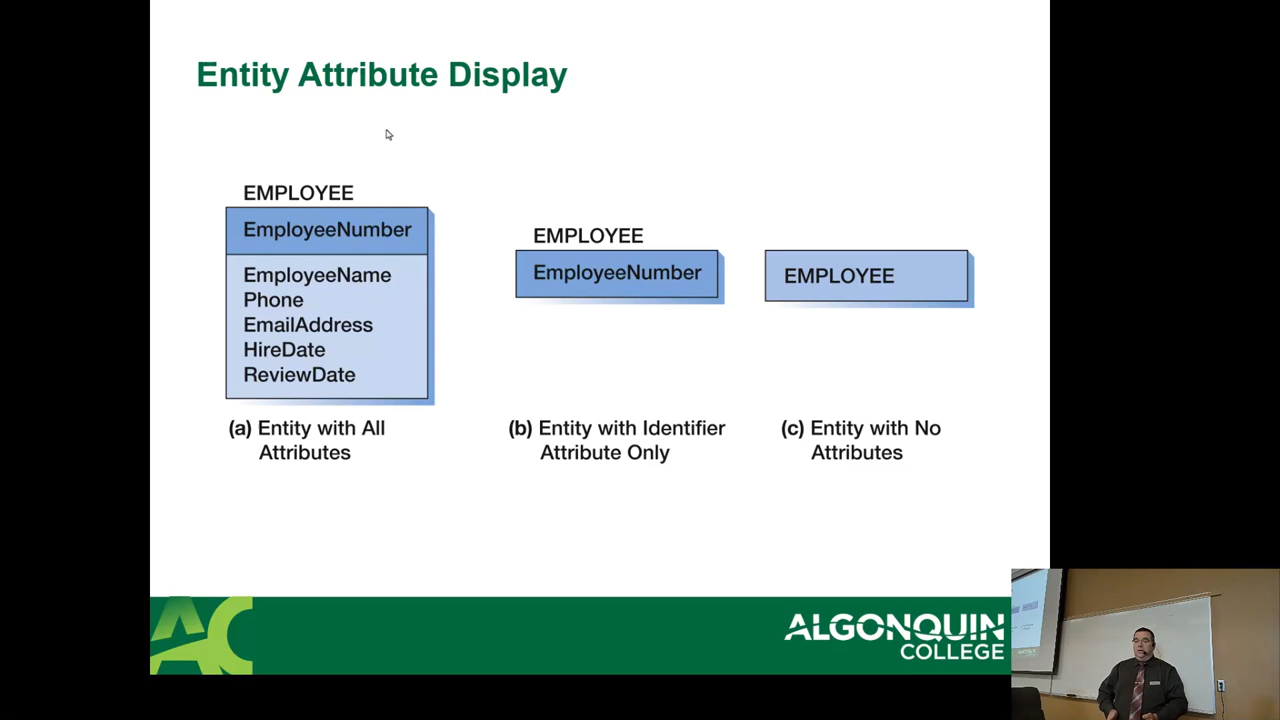 Entity Attribute Display
EMPLOYEE
EmployeeNumber
EmployeeName
Phone
EmailAddress
HireDate
ReviewDate
(a) Entity with All
Attributes
EMPLOYEE
EmployeeNumber
(b) Entity with Identifier
Attribute Only
EMPLOYEE
(c) Entity with No
Attributes
AC
ALGONQUIN
COLLEGE